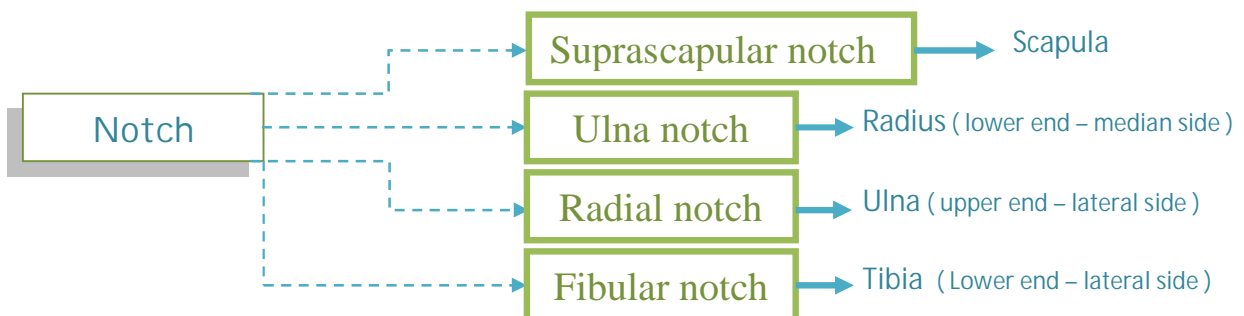 Suprascapular notch Scapula
Notch
Ulna notch Radius ( lower end – median side )
Radial notch Ulna ( upper end – lateral side )
Fibular notch Tibia ( Lower end – lateral side )